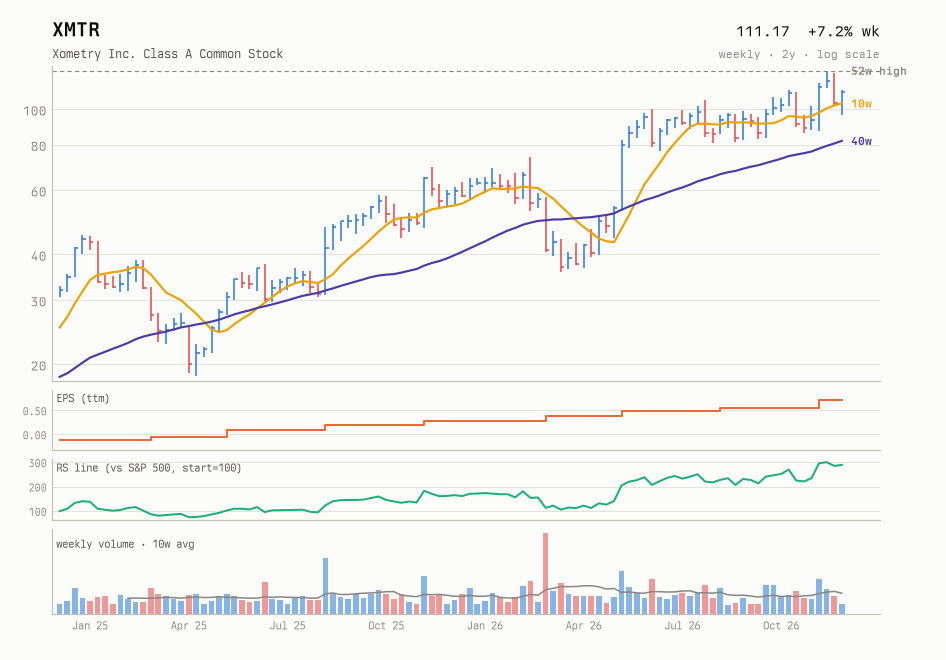 XMTR
111.17 +7.2% wk
Xometry Inc. Class A Common Stock
weekly · 2y · log scale
52w high
100
10w
80
40w
60
40
30
20
EPS (ttm)
0.50
0.00
300
RS line (vs S&P 500, start=100)
200
100
weekly volume · 10w avg
Jan 25 Apr 25 Jul 25 Oct 25 Jan 26 Apr 26 Jul 26 Oct 26